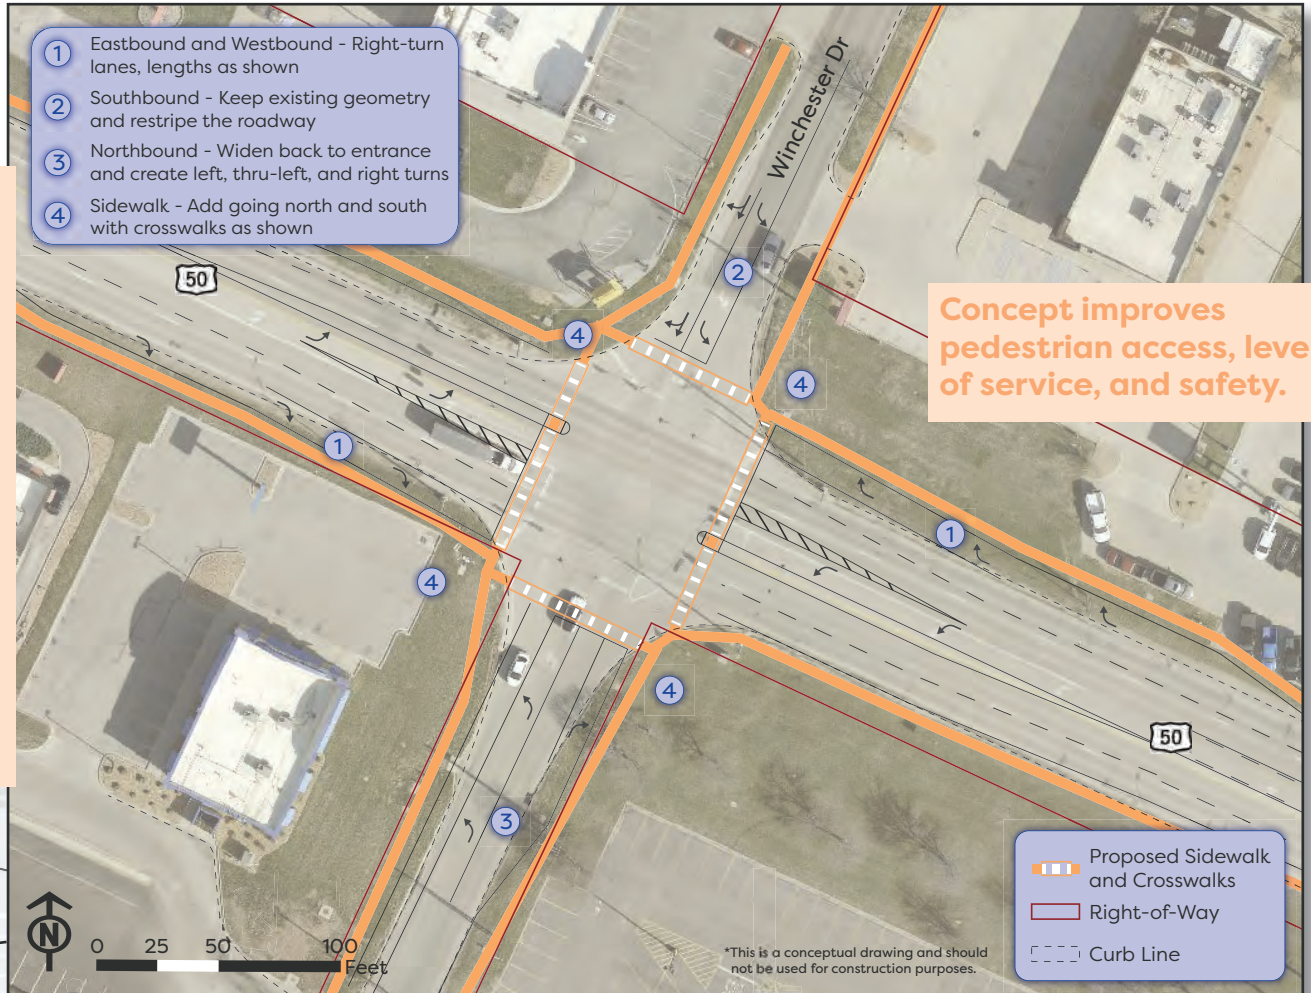 1 Eastbound and Westbound - Right-turn
lanes, lengths as shown
2 Southbound - Keep existing geometry
and restripe the roadway
3 Northbound - Widen back to entrance
and create left, thru-left, and right turns
4 Sidewalk - Add going north and south
with crosswalks as shown
Winchester Dr
50
2
4
4
Concept improves
pedestrian access, leve
of service, and safety.
1
1
4
4
50
3
Proposed Sidewalk
and Crosswalks
Right-of-Way
Curb Line
N
0 25 50 100
Feet
*This is a conceptual drawing and should
not be used for construction purposes.